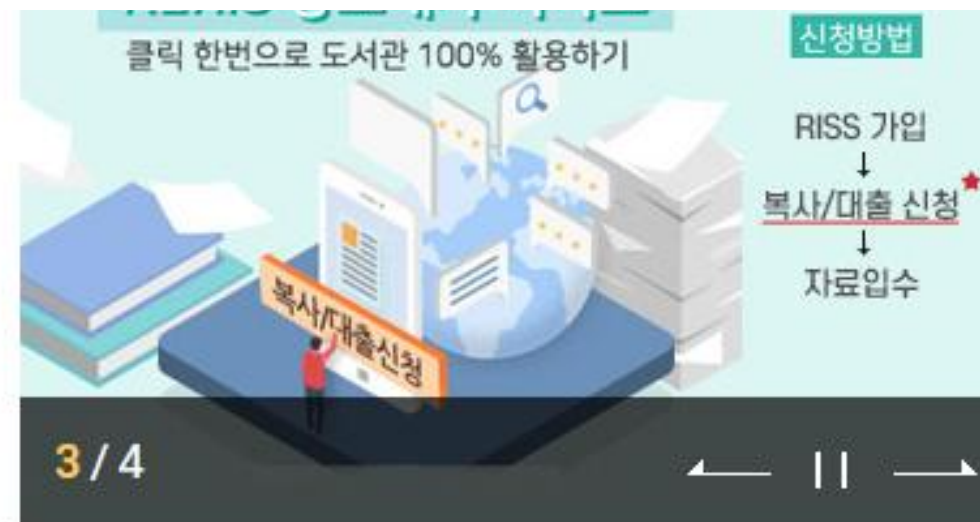 클릭 한번으로 도서관 100% 활용하기
신청방법
RISS 가입
↓
복사/대출 신청
↓
자료입수
복사/대출신청
3 / 4